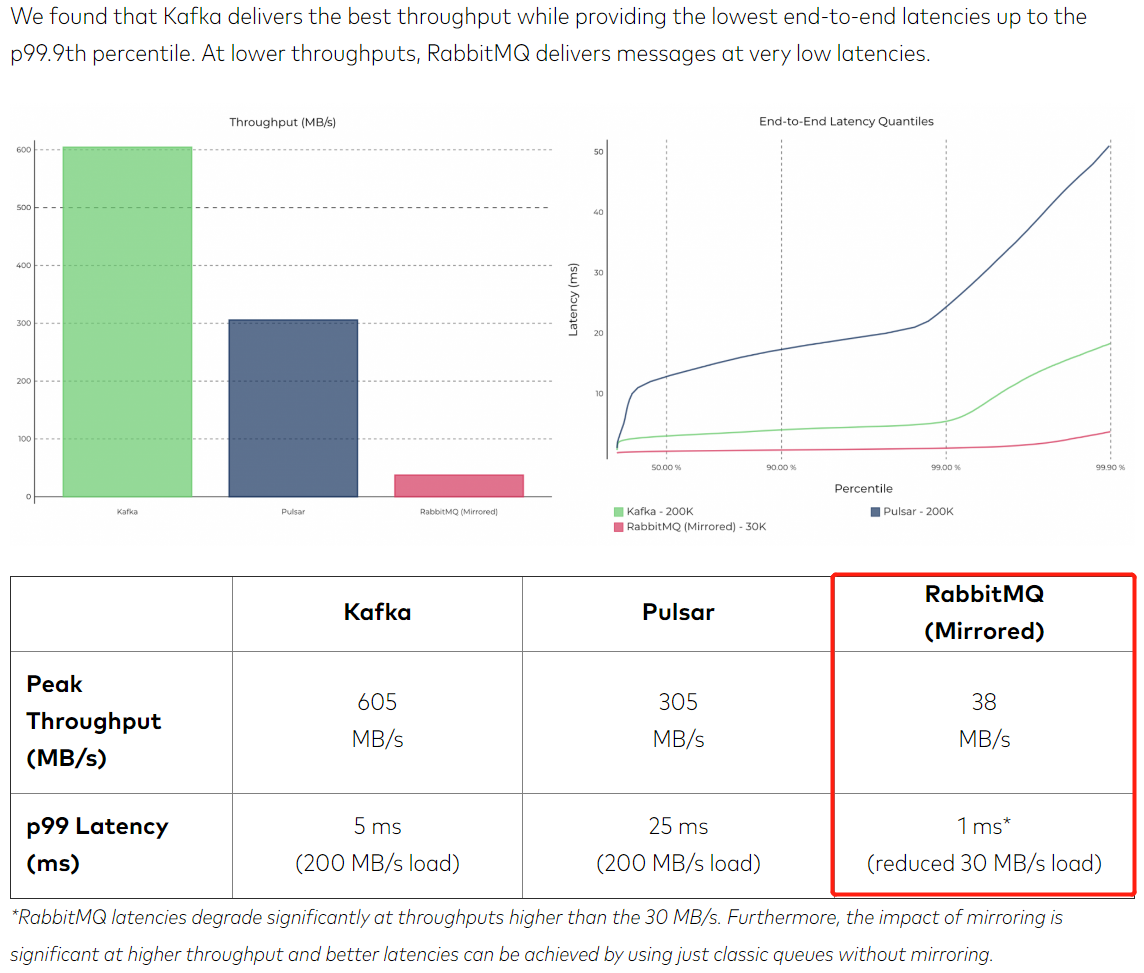 We found that Kafka delivers the best throughput while providing the lowest end-to-end latencies up to the
p99.9th percentile. At lower throughputs, RabbitMQ delivers messages at very low latencies.
Throughput (MB/s)
600
500
400
300
200
100
0
Kafka
Pulsar
RabbitMQ (Mirrored)
End-to-End Latency Quantiles
Latency (ms)
50
40
30
20
10
50.00 %
90.00 %
99.00 %
99.90 %
Percentile
Kafka - 200K
Pulsar - 200K
RabbitMQ (Mirrored) - 30K
Kafka
Pulsar
RabbitMQ
(Mirrored)
Peak
Throughput
(MB/s)
605
MB/s
305
MB/s
38
MB/s
p99 Latency
(ms)
5 ms
(200 MB/s load)
25 ms
(200 MB/s load)
1 ms*
(reduced 30 MB/s load)
*RabbitMQ latencies degrade significantly at throughputs higher than the 30 MB/s. Furthermore, the impact of mirroring is
significant at higher throughput and better latencies can be achieved by using just classic queues without mirroring.